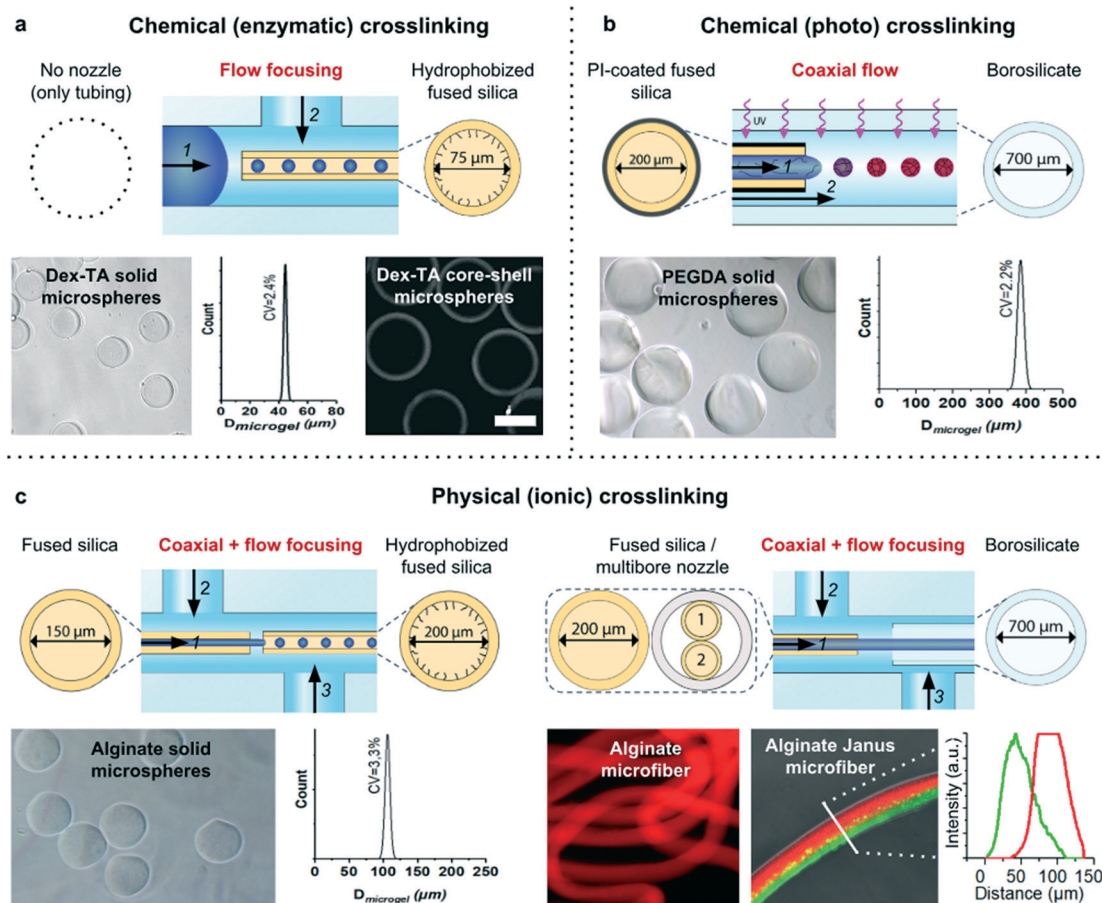 a
Chemical (enzymatic) crosslinking
No nozzle
(only tubing)
Flow focusing
Hydrophobized
fused silica
1
2
75 µm
Dex-TA solid
microspheres
Count
CV=2.4%
0 20 40 60 80
Dmicrogel (µm)
Dex-TA core-shell
microspheres
b
Chemical (photo) crosslinking
PI-coated fused
silica
Coaxial flow
Borosilicate
200 µm
UV
1
2
700 µm
PEGDA solid
microspheres
Count
CV=2.2%
0 100 200 300 400 500
Dmicrogel (µm)
c
Physical (ionic) crosslinking
Fused silica
Coaxial + flow focusing
Hydrophobized
fused silica
150 µm
2
1
3
200 µm
Alginate solid
microspheres
Count
CV=3,3%
0 50 100 150 200 250
Dmicrogel (µm)
Fused silica /
multibore nozzle
Coaxial + flow focusing
Borosilicate
200 µm
1
2
2
1
3
700 µm
Alginate
microfiber
Alginate Janus
microfiber
Intensity (a.u.)
0 50 100 150
Distance (µm)